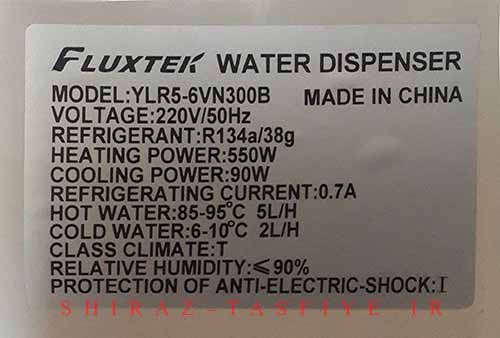 FLUXTEK WATER DISPENSER
MODEL:YLR5-6VN300B MADE IN CHINA
VOLTAGE:220V/50Hz
REFRIGERANT:R134a/38g
HEATING POWER:550W
COOLING POWER:90W
REFRIGERATING CURRENT:0.7A
HOT WATER:85-95℃ 5L/H
COLD WATER:6-10℃ 2L/H
CLASS CLIMATE:T
RELATIVE HUMIDITY:≤90%
PROTECTION OF ANTI-ELECTRIC-SHOCK:I
SHIRAZ-TASFIYE.IR